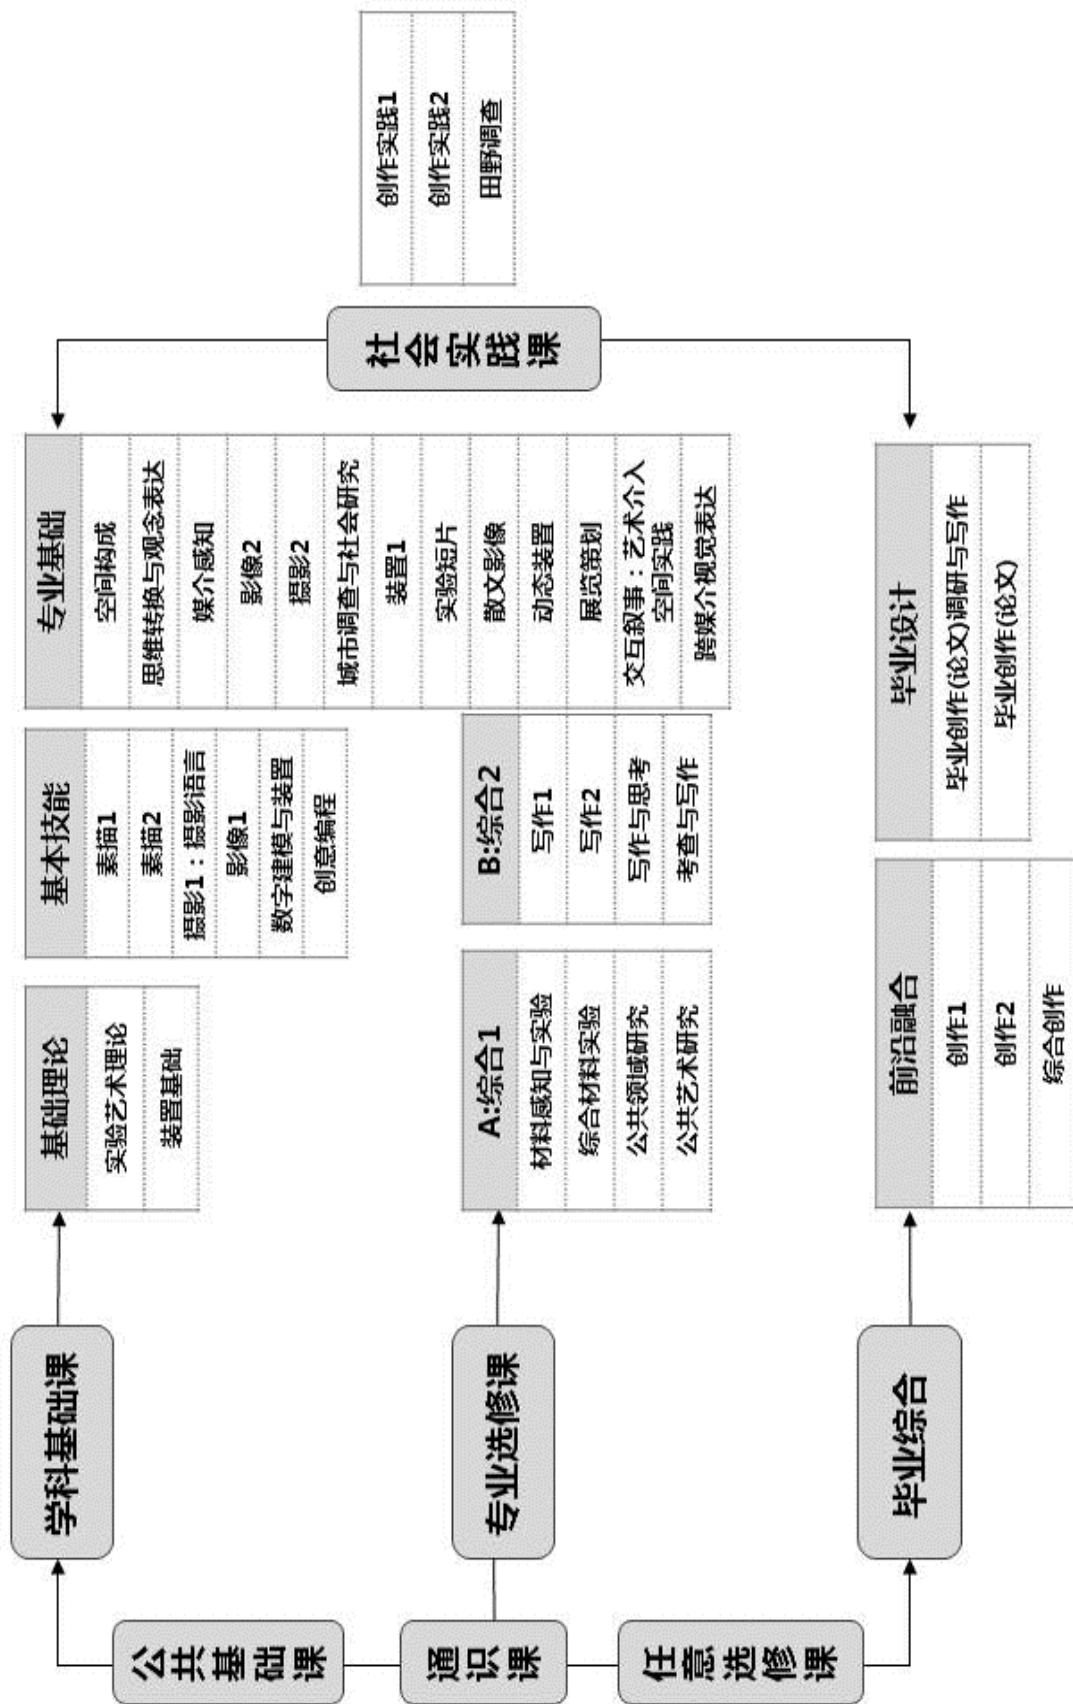 公共基础课
通识课
任意选修课
学科基础课
基础理论
实验艺术理论
装置基础
基本技能
素描1
素描2
摄影1：摄影语言
影像1
数字建模与装置
创意编程
专业基础
空间构成
思维转换与观念表达
媒介感知
影像2
摄影2
城市调查与社会研究
装置1
实验短片
散文影像
动态装置
展览策划
交互叙事：艺术介入
空间实践
跨媒介视觉表达
专业选修课
A:综合1
材料感知与实验
综合材料实验
公共领域研究
公共艺术研究
B:综合2
写作1
写作2
写作与思考
考查与写作
社会实践课
创作实践1
创作实践2
田野调查
毕业综合
前沿融合
创作1
创作2
综合创作
毕业设计
毕业创作(论文)调研与写作
毕业创作(论文)